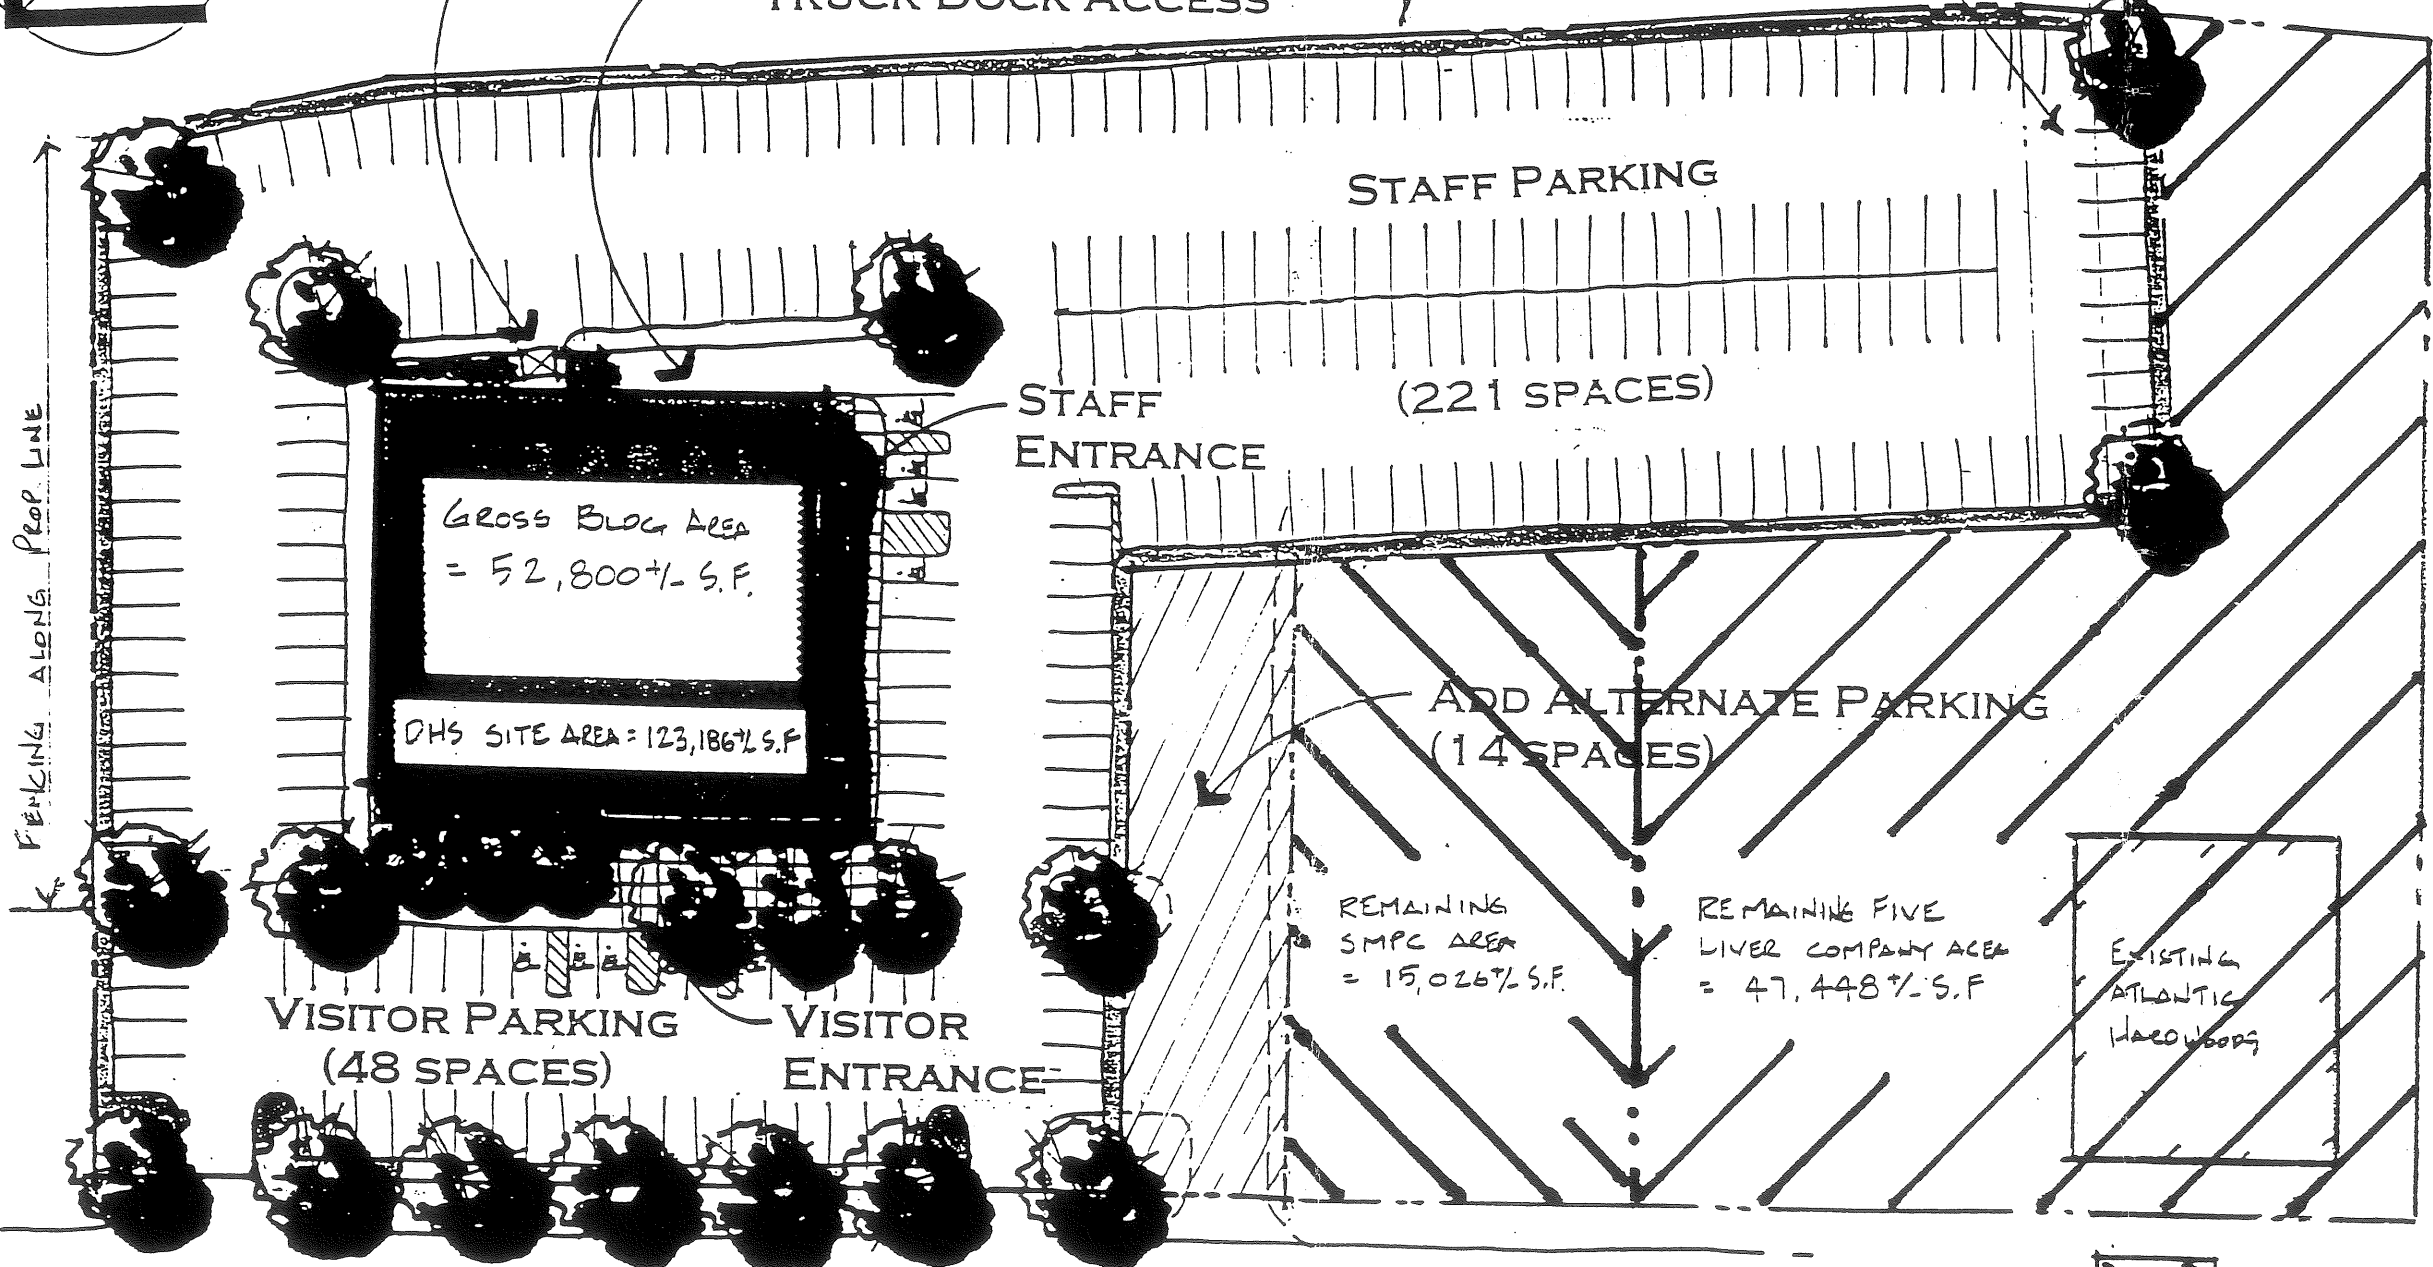 TRUCK DOCK ACCESS
STAFF PARKING
(221 SPACES)
STAFF
ENTRANCE
FENCING ALONG PROP. LINE
GROSS BLDG AREA
= 52,800 +/- S.F.
DHS SITE AREA = 123,186 +/- S.F
ADD ALTERNATE PARKING
(14 SPACES)
REMAINING
SMPC AREA
= 15,026 +/- S.F.
REMAINING FIVE
LIVER COMPANY AREA
= 47,448 +/- S.F
EXISTING
ATLANTIC
HARDWOODS
VISITOR PARKING
(48 SPACES)
VISITOR
ENTRANCE